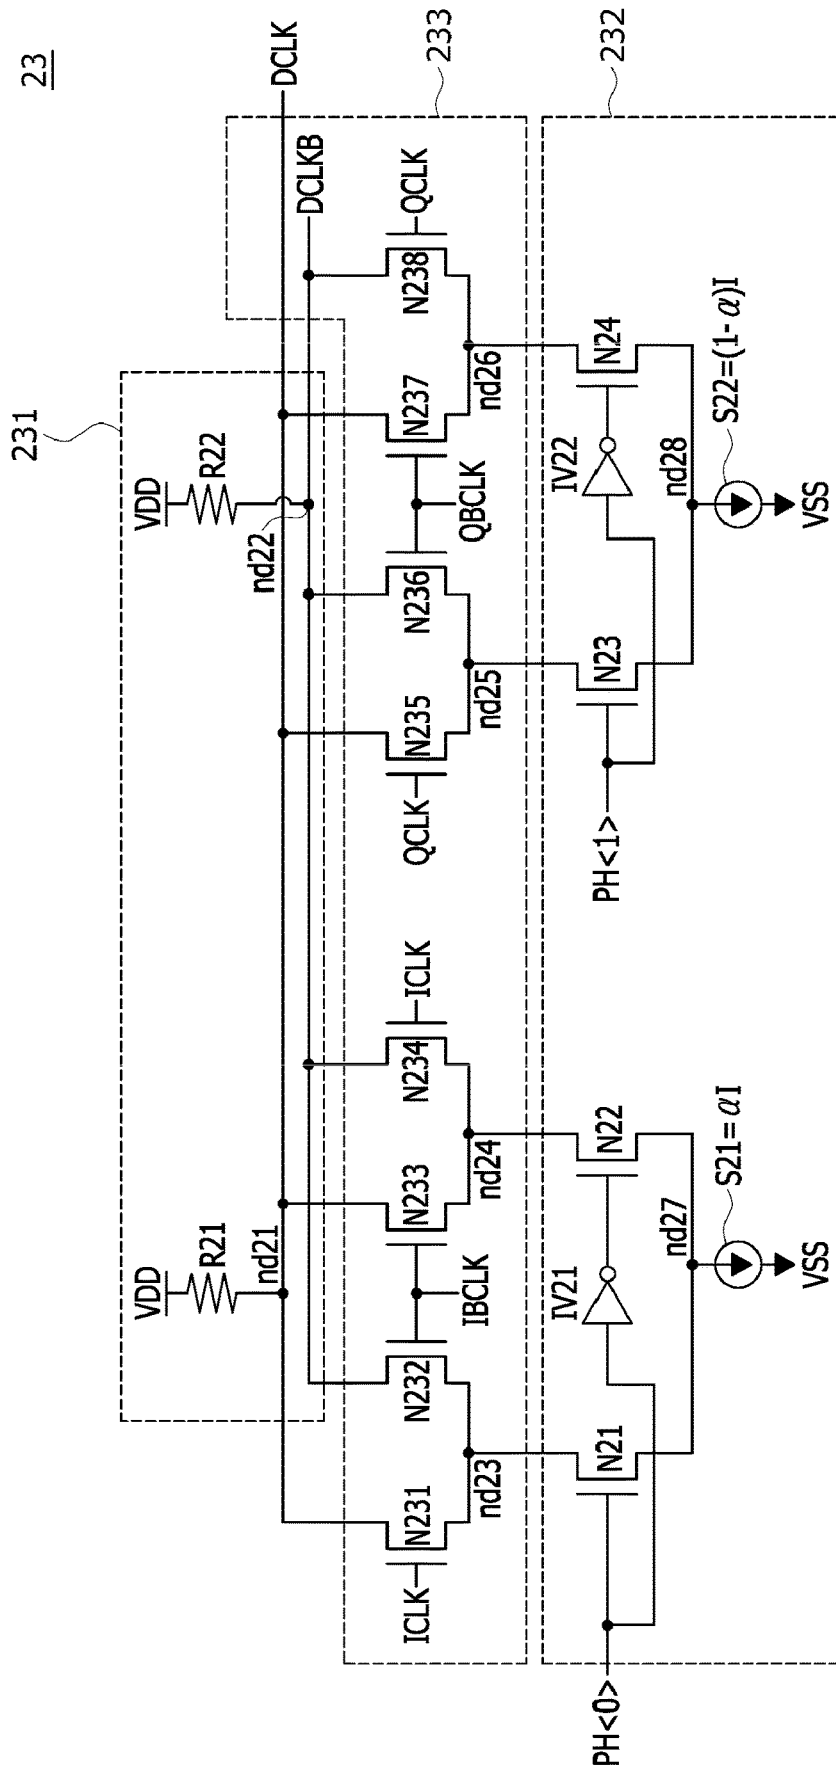 23
231
VDD
R21
nd21
VDD
R22
nd22
DCLK
DCLKB
233
ICLK
N231
N232
nd23
IBCLK
N233
N234
ICLK
nd24
QCLK
N235
N236
nd25
QBCLK
N237
N238
QCLK
nd26
232
PH<0>
N21
IV21
N22
nd27
S21=αI
VSS
PH<1>
N23
IV22
N24
nd28
S22=(1-α)I
VSS